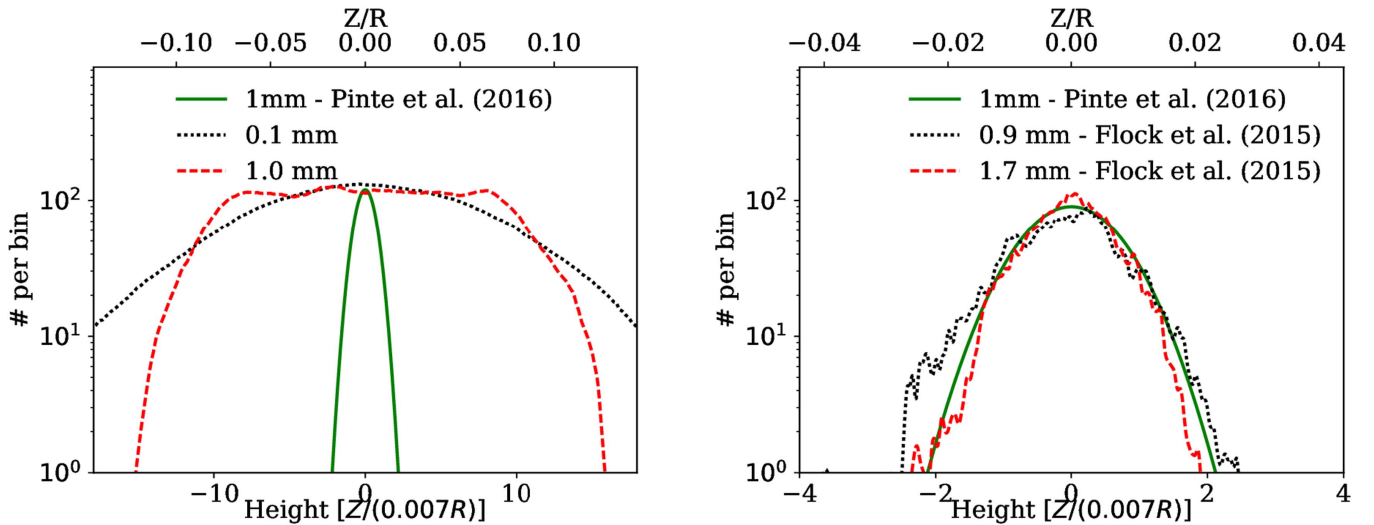 Z/R
−0.10 −0.05 0.00 0.05 0.10
1mm - Pinte et al. (2016)
0.1 mm
1.0 mm
# per bin
10²
10¹
10⁰
−10 0 10
Height [Z/(0.007R)]
Z/R
−0.04 −0.02 0.00 0.02 0.04
1mm - Pinte et al. (2016)
0.9 mm - Flock et al. (2015)
1.7 mm - Flock et al. (2015)
# per bin
10²
10¹
10⁰
−4 −2 0 2 4
Height [Z/(0.007R)]